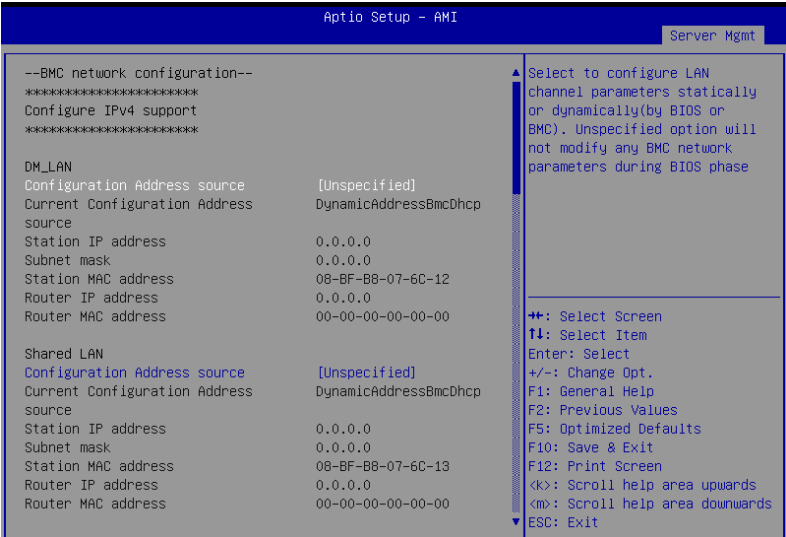 Aptio Setup – AMI
Server Mgmt
--BMC network configuration--
************************
Configure IPv4 support
************************
DM_LAN
Configuration Address source [Unspecified]
Current Configuration Address source DynamicAddressBmcDhcp
Station IP address 0.0.0.0
Subnet mask 0.0.0.0
Station MAC address 08-BF-B8-07-6C-12
Router IP address 0.0.0.0
Router MAC address 00-00-00-00-00-00
Shared LAN
Configuration Address source [Unspecified]
Current Configuration Address source DynamicAddressBmcDhcp
Station IP address 0.0.0.0
Subnet mask 0.0.0.0
Station MAC address 08-BF-B8-07-6C-13
Router IP address 0.0.0.0
Router MAC address 00-00-00-00-00-00
Select to configure LAN
channel parameters statically
or dynamically(by BIOS or
BMC). Unspecified option will
not modify any BMC network
parameters during BIOS phase
→←: Select Screen
↑↓: Select Item
Enter: Select
+/-: Change Opt.
F1: General Help
F2: Previous Values
F5: Optimized Defaults
F10: Save & Exit
F12: Print Screen
<k>: Scroll help area upwards
<m>: Scroll help area downwards
ESC: Exit